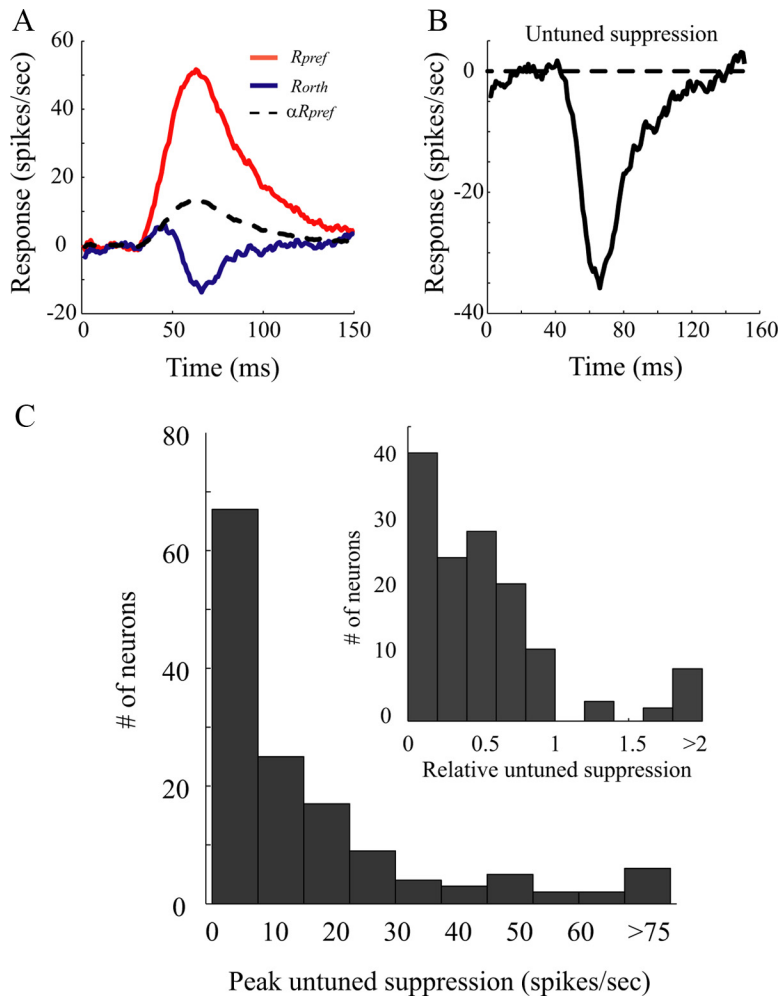 A
Response (spikes/sec)
60
40
20
0
-20
0
50
100
150
Time (ms)
Rpref
Rorth
αRpref
B
Untuned suppression
Response (spikes/sec)
0
-20
-40
0
40
80
120
160
Time (ms)
C
# of neurons
80
60
40
20
0
0
10
20
30
40
50
60
>75
Peak untuned suppression (spikes/sec)
# of neurons
40
30
20
10
0
0
0.5
1
1.5
>2
Relative untuned suppression